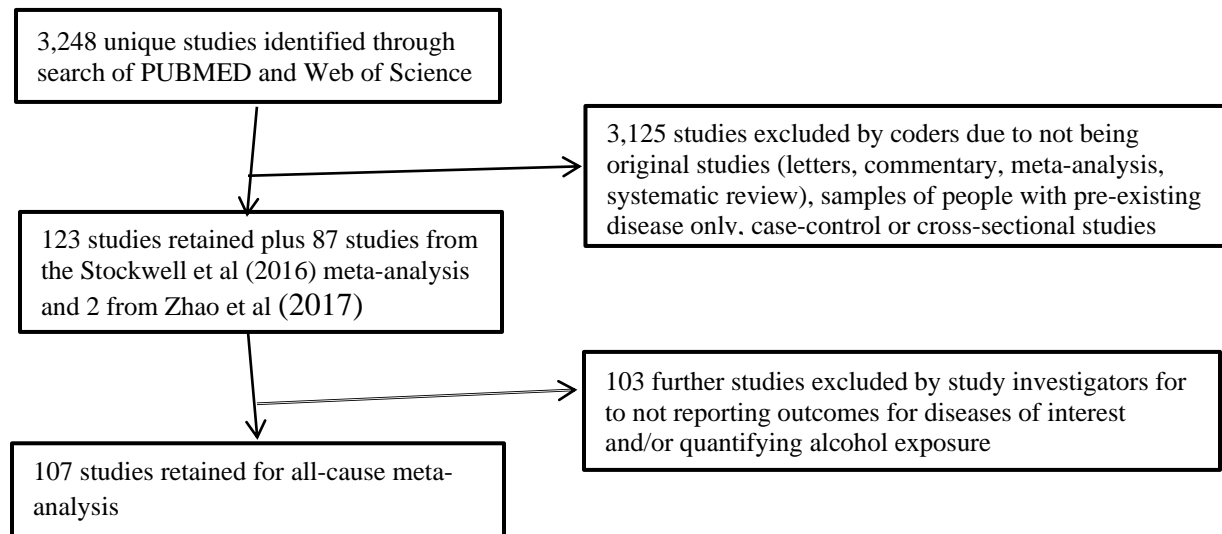 3,248 unique studies identified through
search of PUBMED and Web of Science
3,125 studies excluded by coders due to not being
original studies (letters, commentary, meta-analysis,
systematic review), samples of people with pre-existing
disease only, case-control or cross-sectional studies
123 studies retained plus 87 studies from
the Stockwell et al (2016) meta-analysis
and 2 from Zhao et al (2017)
103 further studies excluded by study investigators for
to not reporting outcomes for diseases of interest
and/or quantifying alcohol exposure
107 studies retained for all-cause meta-
analysis